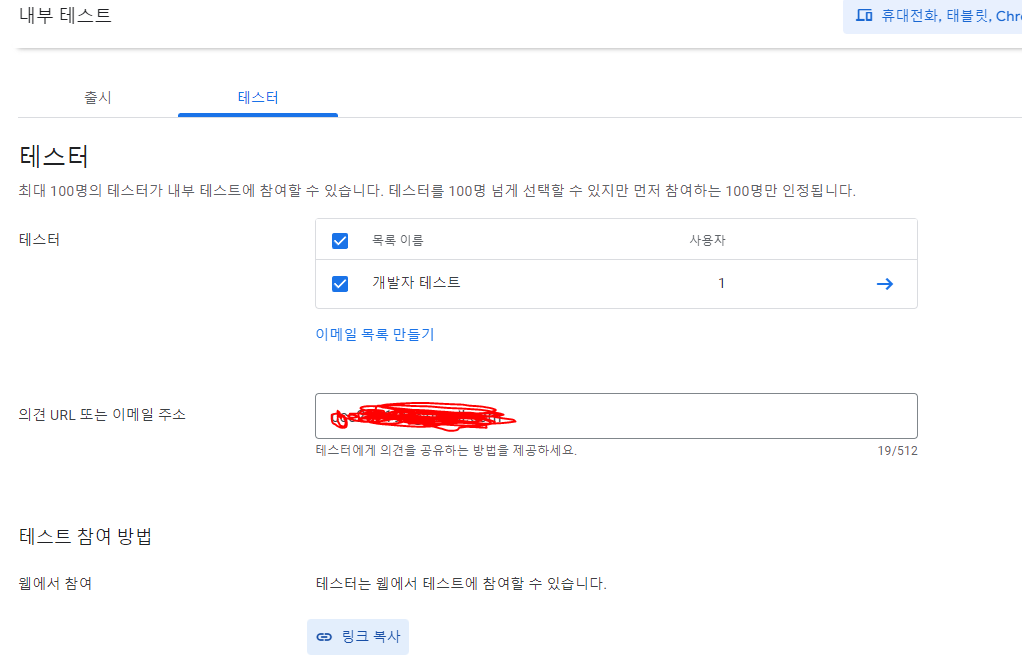 내부 테스트
휴대전화, 태블릿, Chr
출시
테스터
테스터
최대 100명의 테스터가 내부 테스트에 참여할 수 있습니다. 테스터를 100명 넘게 선택할 수 있지만 먼저 참여하는 100명만 인정됩니다.
테스터
목록 이름 사용자
개발자 테스트 1
이메일 목록 만들기
의견 URL 또는 이메일 주소
테스터에게 의견을 공유하는 방법을 제공하세요. 19/512
테스트 참여 방법
웹에서 참여 테스터는 웹에서 테스트에 참여할 수 있습니다.
링크 복사